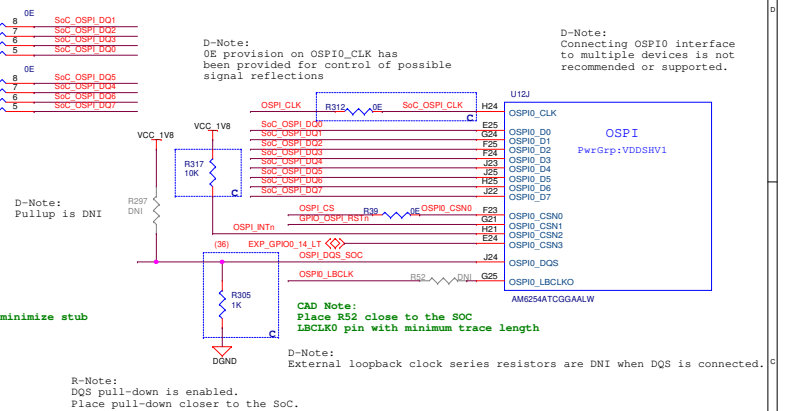 0E
8 SoC_OSPI_DQ1
7 SoC_OSPI_DQ2
6 SoC_OSPI_DQ3
5 SoC_OSPI_DQ0
0E
8 SoC_OSPI_DQ5
7 SoC_OSPI_DQ4
6 SoC_OSPI_DQ6
5 SoC_OSPI_DQ7
D-Note:
0E provision on OSPI0_CLK has
been provided for control of possible
signal reflections
D-Note:
Connecting OSPI0 interface
to multiple devices is not
recommended or supported.
D
U12J
OSPI_CLK R312 0E SoC_OSPI_CLK H24 OSPI0_CLK
C
OSPI
PwrGrp:VDDSHV1
SoC_OSPI_DQ0 E25 OSPI0_D0
SoC_OSPI_DQ1 G24 OSPI0_D1
SoC_OSPI_DQ2 F25 OSPI0_D2
SoC_OSPI_DQ3 F24 OSPI0_D3
SoC_OSPI_DQ4 J23 OSPI0_D4
SoC_OSPI_DQ5 J25 OSPI0_D5
SoC_OSPI_DQ6 H25 OSPI0_D6
SoC_OSPI_DQ7 J22 OSPI0_D7
VCC_1V8
VCC_1V8
R317
10K
C
R297
DNI
D-Note:
Pullup is DNI
OSPI_CS R39 0E OSPI0_CSN0 F23 OSPI0_CSN0
GPIO_OSPI_RSTn G21 OSPI0_CSN1
OSPI_INTn H21 OSPI0_CSN2
(36) EXP_GPIO0_14_LT E24 OSPI0_CSN3
OSPI_DQS_SOC J24 OSPI0_DQS
OSPI0_LBCLK R52 DNI G25 OSPI0_LBCLKO
AM6254ATCGGAALW
R305
1K
C
DGND
minimize stub
CAD Note:
Place R52 close to the SOC
LBCLK0 pin with minimum trace length
D-Note:
External loopback clock series resistors are DNI when DQS is connected.
C
R-Note:
DQS pull-down is enabled.
Place pull-down closer to the SoC.